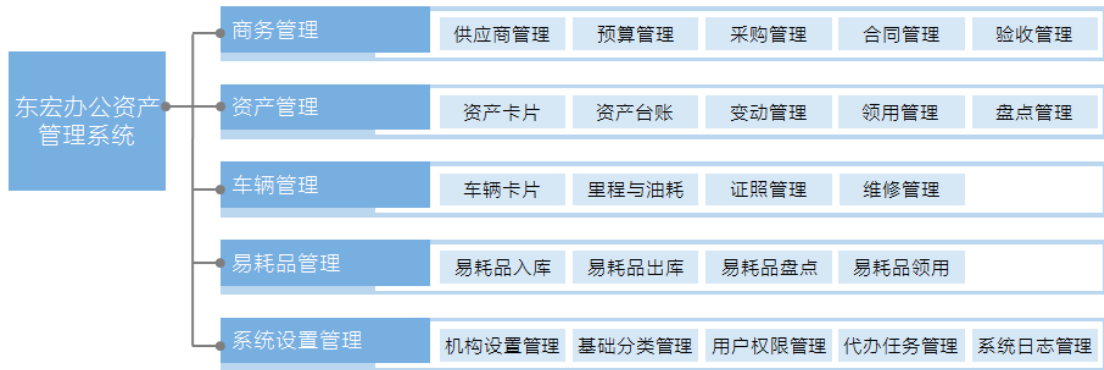 东宏办公资产
管理系统
商务管理
供应商管理 预算管理 采购管理 合同管理 验收管理
资产管理
资产卡片 资产台账 变动管理 领用管理 盘点管理
车辆管理
车辆卡片 里程与油耗 证照管理 维修管理
易耗品管理
易耗品入库 易耗品出库 易耗品盘点 易耗品领用
系统设置管理
机构设置管理 基础分类管理 用户权限管理 代办任务管理 系统日志管理